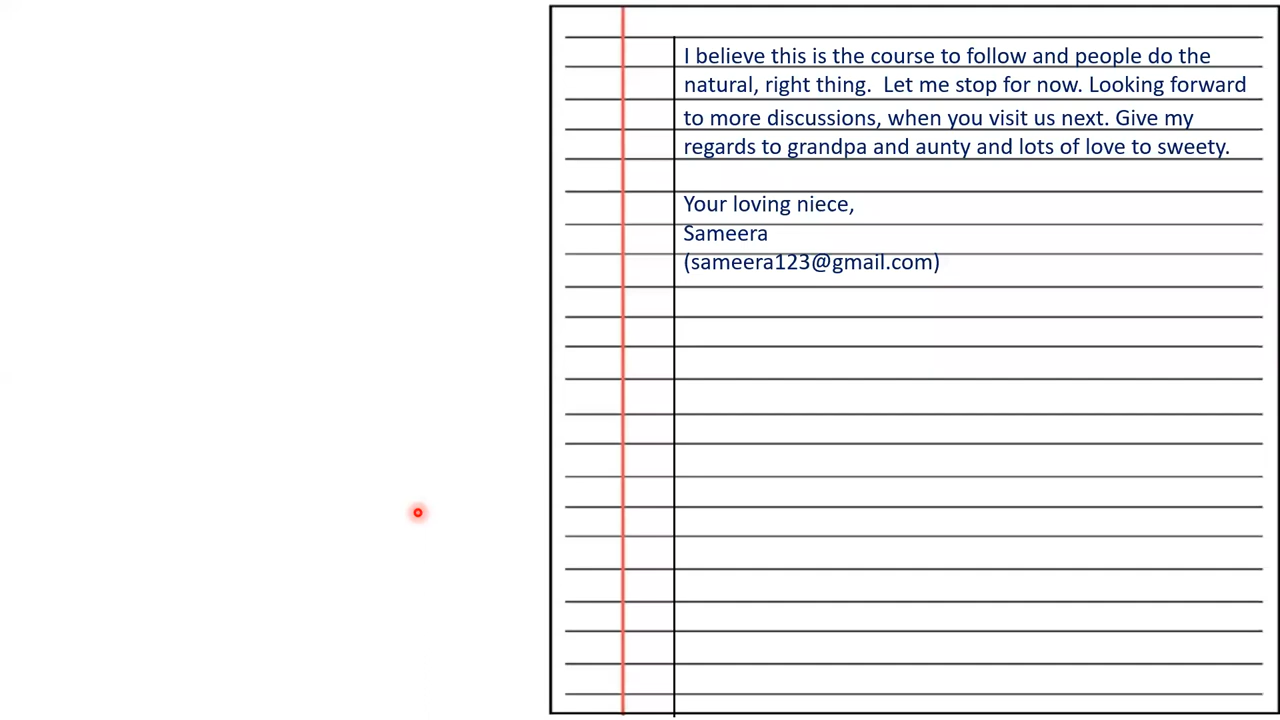 I believe this is the course to follow and people do the
natural, right thing.  Let me stop for now. Looking forward
to more discussions, when you visit us next. Give my
regards to grandpa and aunty and lots of love to sweety.
Your loving niece,
Sameera
(sameera123@gmail.com)